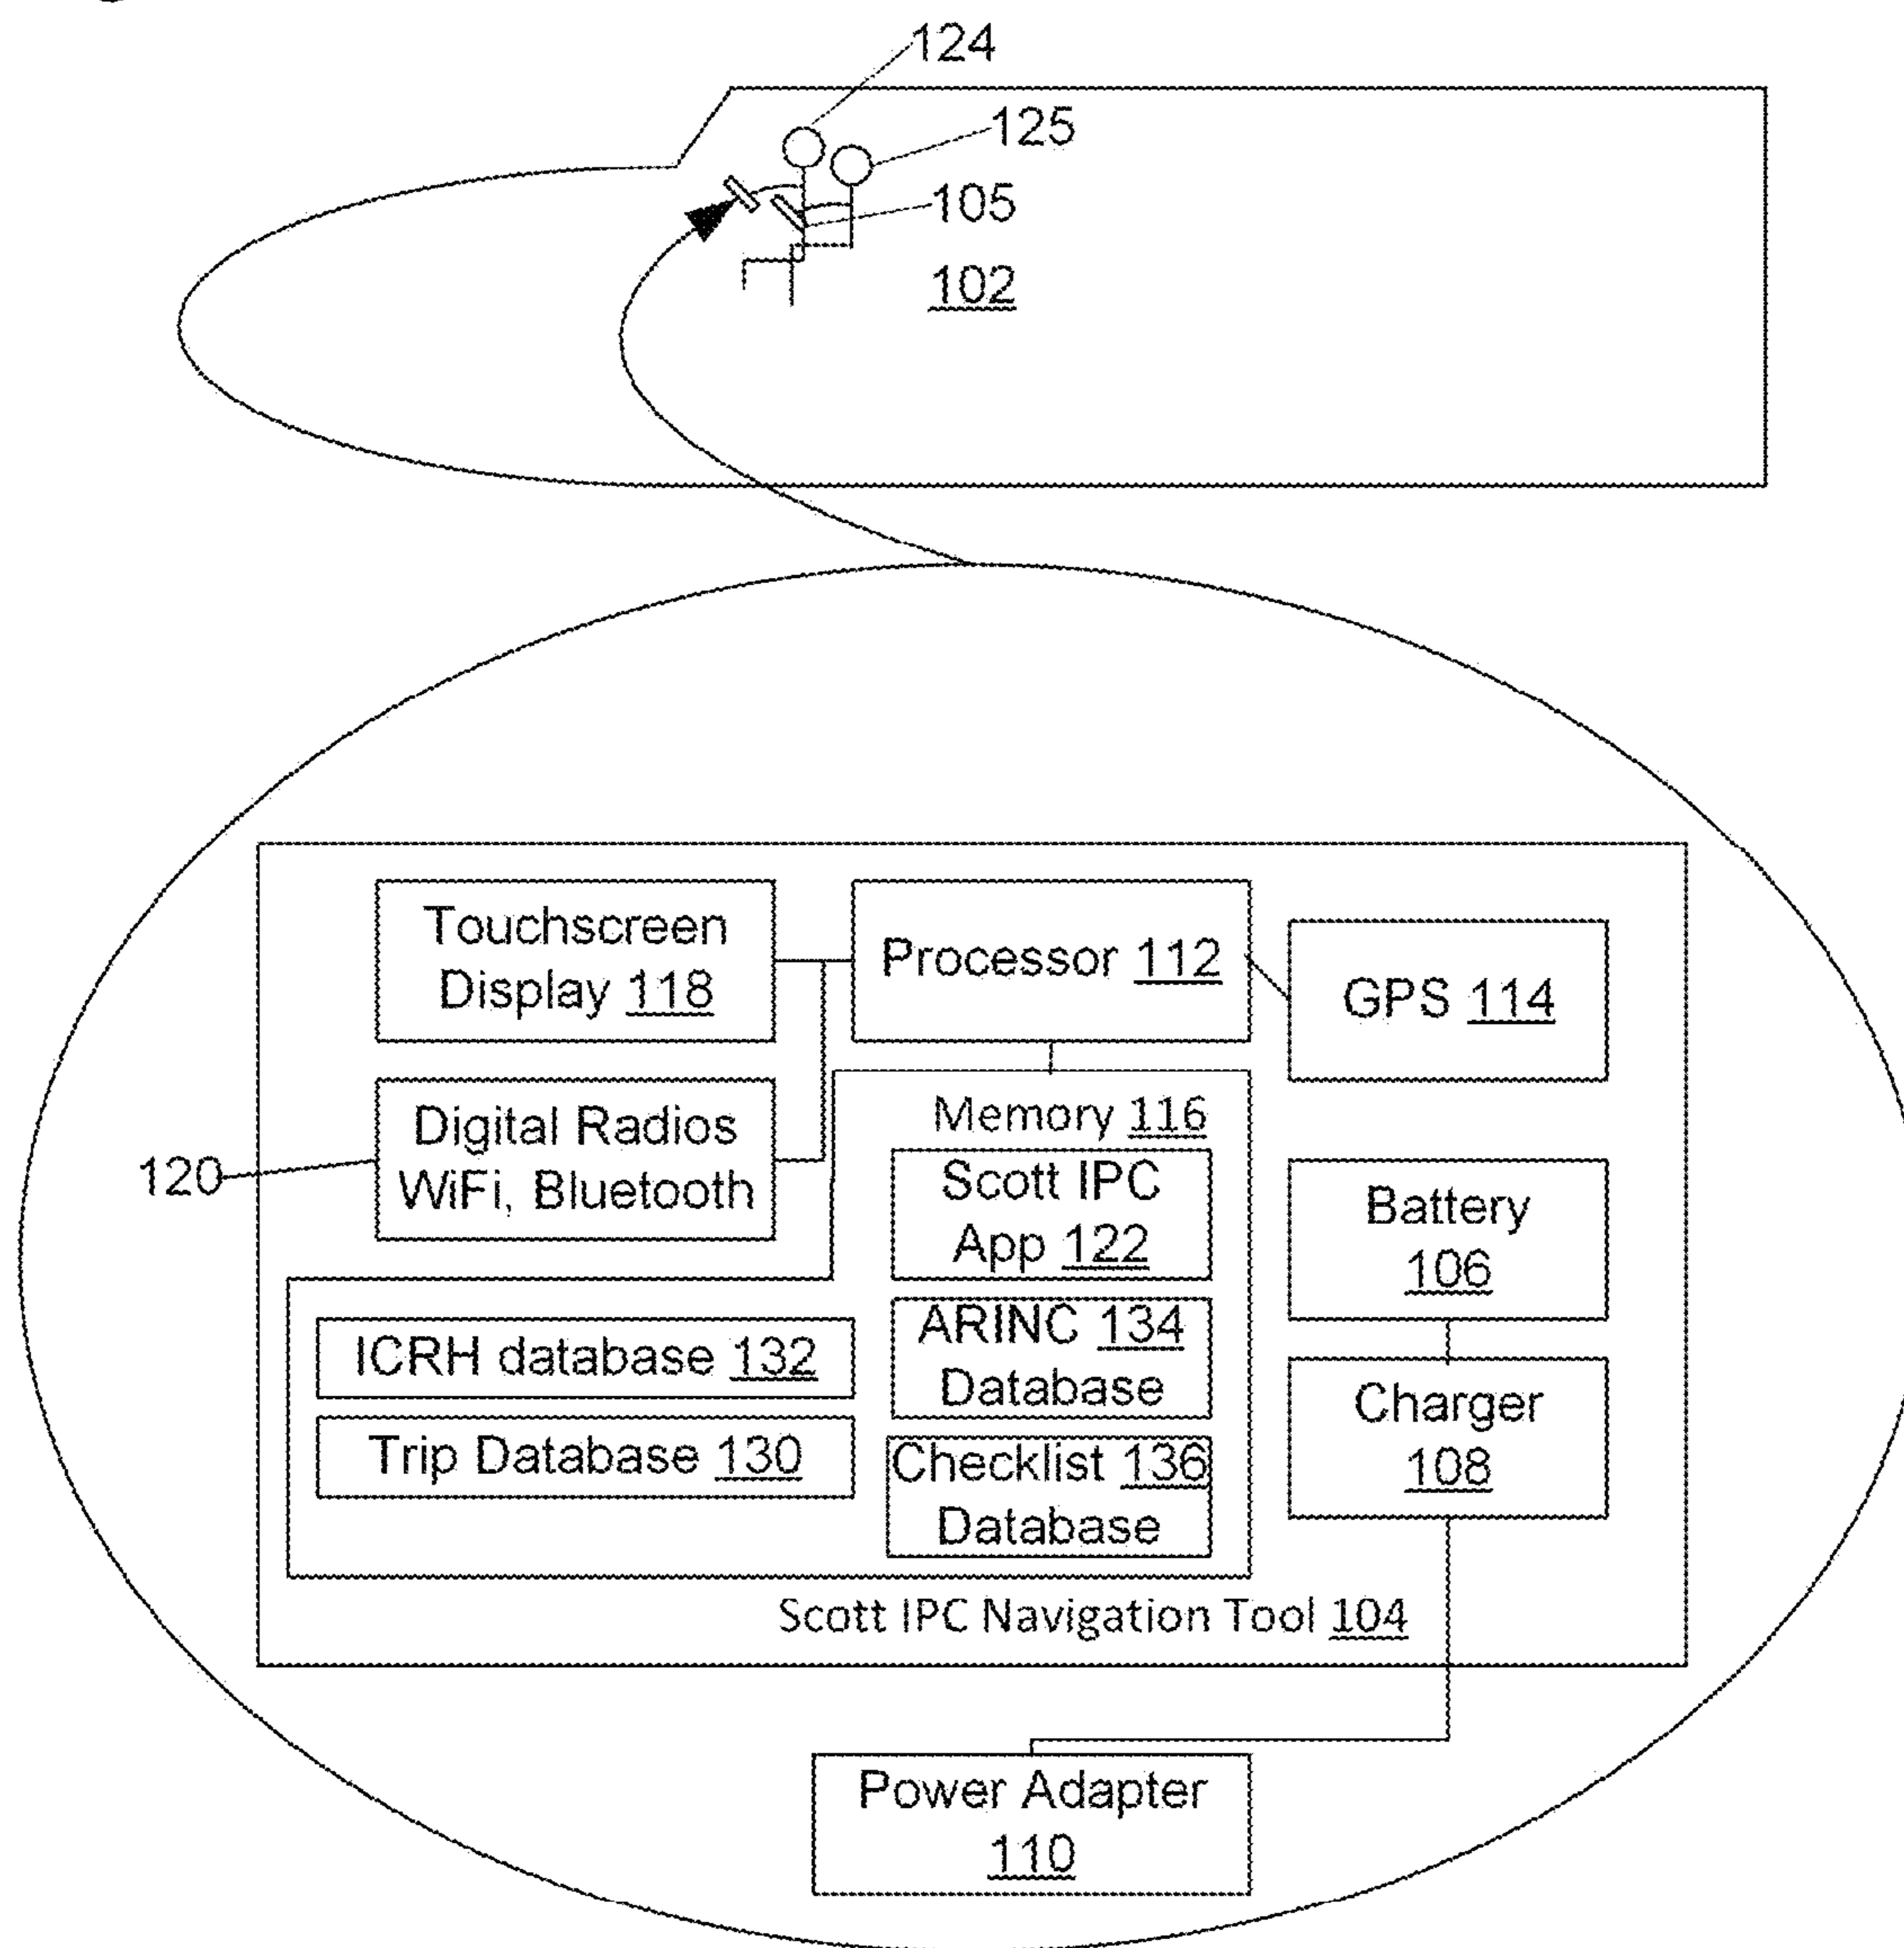 124
125
105
102
Touchscreen
Display 118
Processor 112
GPS 114
Digital Radios
WiFi, Bluetooth
120
Memory 116
Scott IPC
App 122
ARINC 134
Database
Checklist 136
Database
ICRH database 132
Trip Database 130
Battery
106
Charger
108
Scott IPC Navigation Tool 104
Power Adapter
110